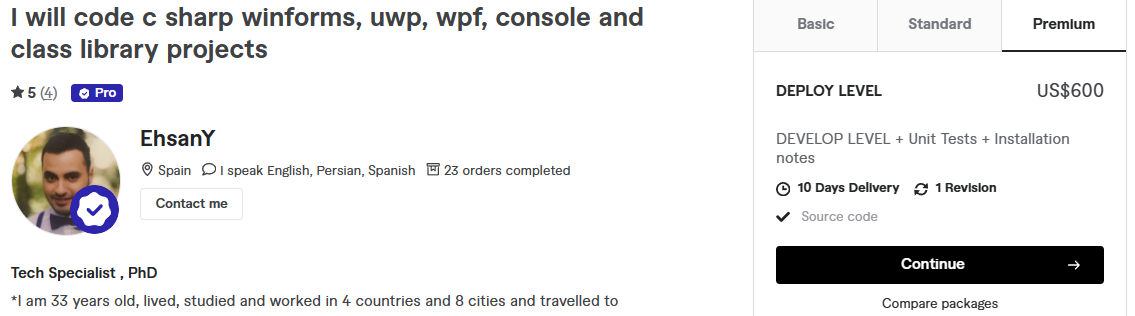 I will code c sharp winforms, uwp, wpf, console and
class library projects
5 (4) Pro
EhsanY
Spain I speak English, Persian, Spanish 23 orders completed
Contact me
Tech Specialist , PhD
*I am 33 years old, lived, studied and worked in 4 countries and 8 cities and travelled to
Basic Standard Premium
DEPLOY LEVEL US$600
DEVELOP LEVEL + Unit Tests + Installation
notes
10 Days Delivery 1 Revision
Source code
Continue
Compare packages